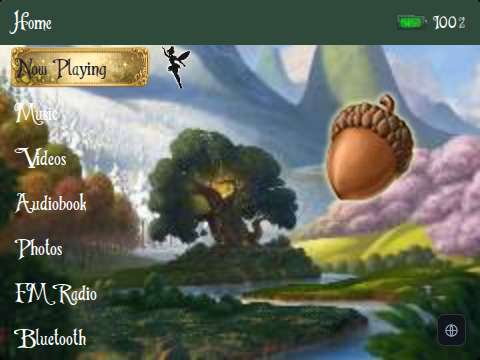 Home
100%
Now Playing
Music
Videos
Audiobook
Photos
FM Radio
Bluetooth